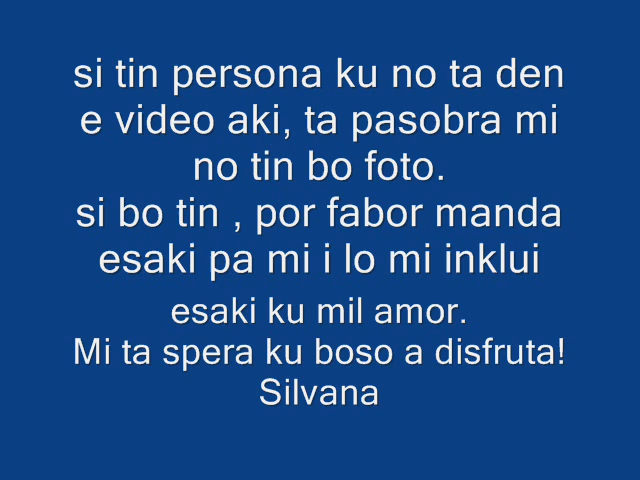 si tin persona ku no ta den
e video aki, ta pasobra mi
no tin bo foto.
si bo tin , por fabor manda
esaki pa mi i lo mi inklui
esaki ku mil amor.
Mi ta spera ku boso a disfruta!
Silvana